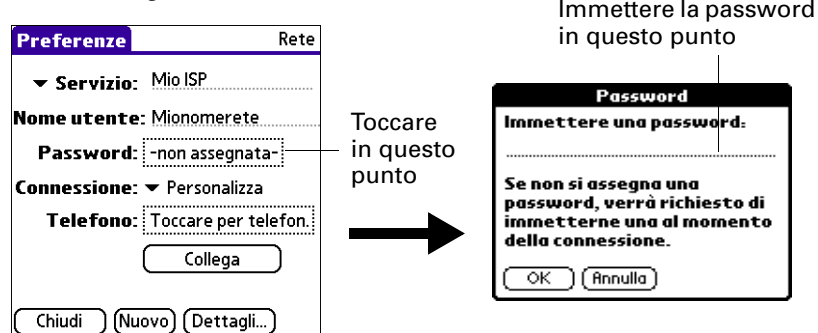 Preferenze Rete
Servizio: Mio ISP
Nome utente: Mionomerete
Password: -non assegnata-
Connessione: Personalizza
Telefono: Toccare per telefon.
Collega
Chiudi Nuovo Dettagli...
Toccare
in questo
punto
Immettere la password
in questo punto
Password
Immettere una password:
Se non si assegna una
password, verrà richiesto di
immetterne una al momento
della connessione.
OK Annulla